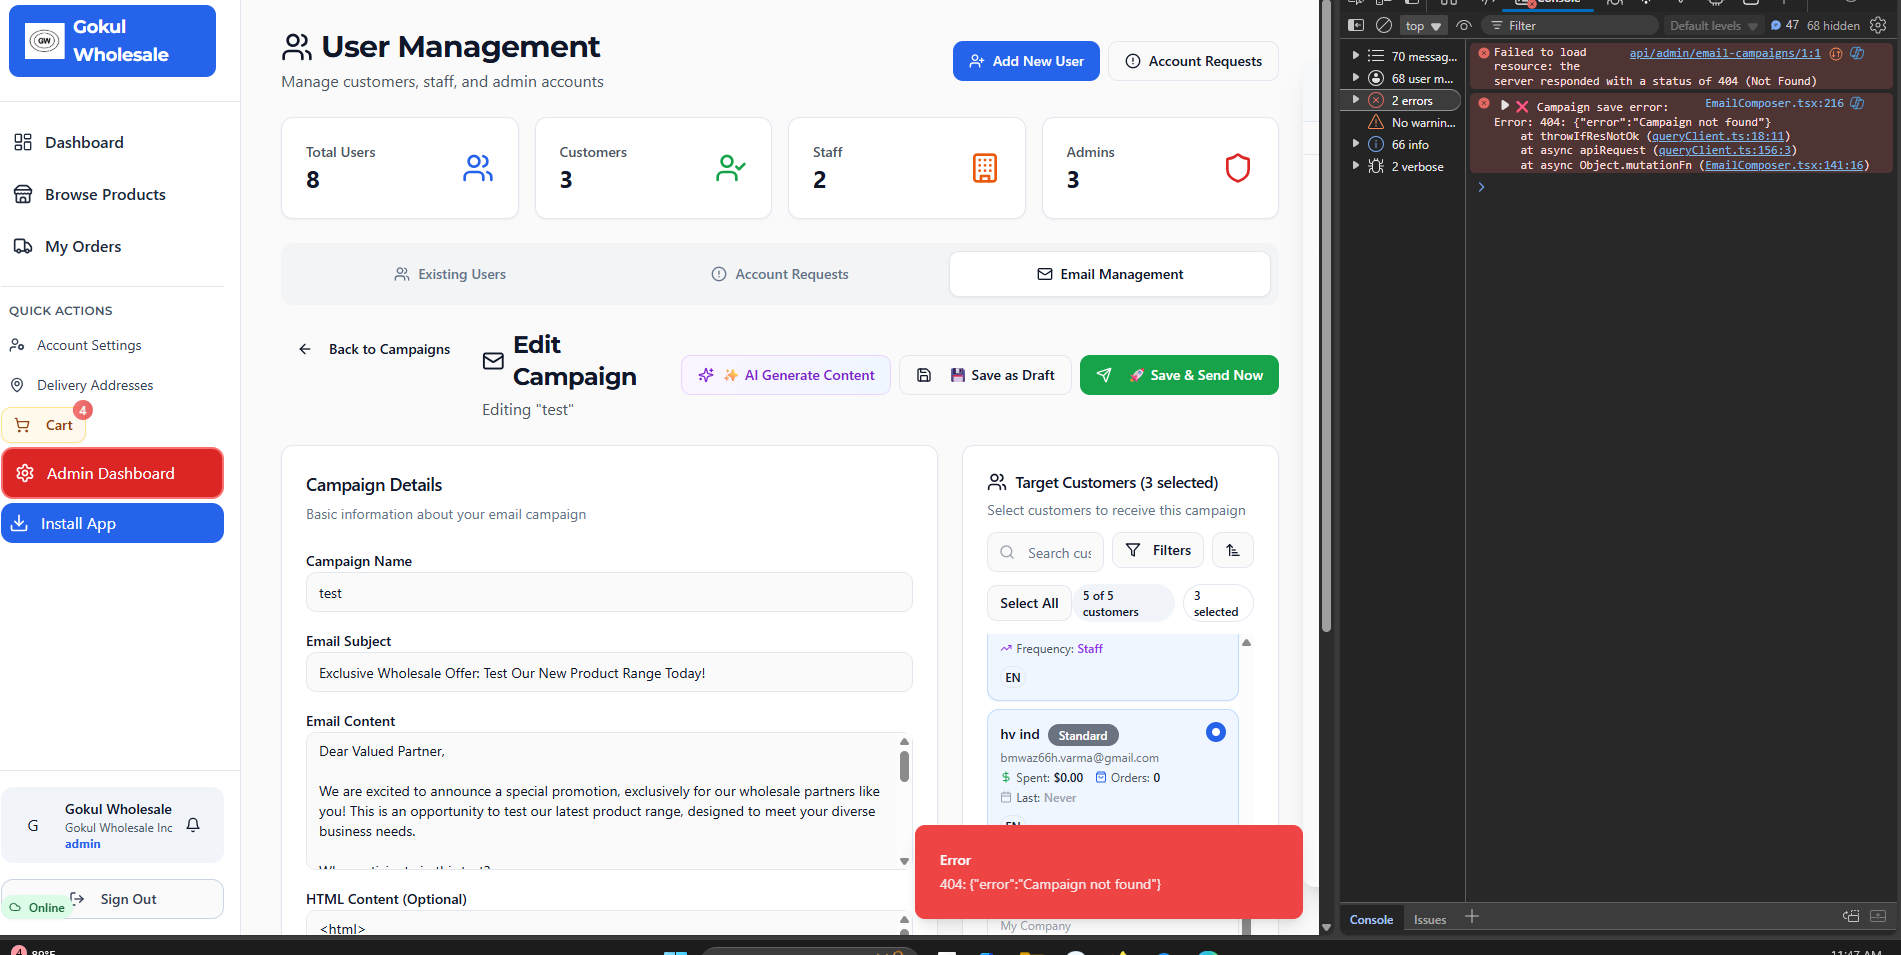 Gokul
Wholesale
GW
Dashboard
Browse Products
My Orders
QUICK ACTIONS
Account Settings
Delivery Addresses
Cart
4
Admin Dashboard
Install App
G
Gokul Wholesale
Gokul Wholesale Inc
admin
Sign Out
Online
User Management
Manage customers, staff, and admin accounts
Add New User
Account Requests
Total Users
8
Customers
3
Staff
2
Admins
3
Existing Users
Account Requests
Email Management
Back to Campaigns
Edit
Campaign
Editing "test"
AI Generate Content
Save as Draft
Save & Send Now
Campaign Details
Basic information about your email campaign
Campaign Name
test
Email Subject
Exclusive Wholesale Offer: Test Our New Product Range Today!
Email Content
Dear Valued Partner,
We are excited to announce a special promotion, exclusively for our wholesale partners like
you! This is an opportunity to test our latest product range, designed to meet your diverse
business needs.
HTML Content (Optional)
<html>
Target Customers (3 selected)
Select customers to receive this campaign
Search cus
Filters
Select All
5 of 5
customers
3
selected
Frequency: Staff
EN
hv ind
Standard
bmwaz66h.varma@gmail.com
Spent: $0.00 Orders: 0
Last: Never
EN
Error
404: {"error":"Campaign not found"}
My Company
Console
top
Filter
Default levels
47
68 hidden
70 messag...
68 user m...
2 errors
No warnin...
66 info
2 verbose
Failed to load api/admin/email-campaigns/1:1
resource: the
server responded with a status of 404 (Not Found)
Campaign save error: EmailComposer.tsx:216
Error: 404: {"error":"Campaign not found"}
at throwIfResNotOk (queryClient.ts:18:11)
at async apiRequest (queryClient.ts:156:3)
at async Object.mutationFn (EmailComposer.tsx:141:16)
Console
Issues
89°F
11:47 AM